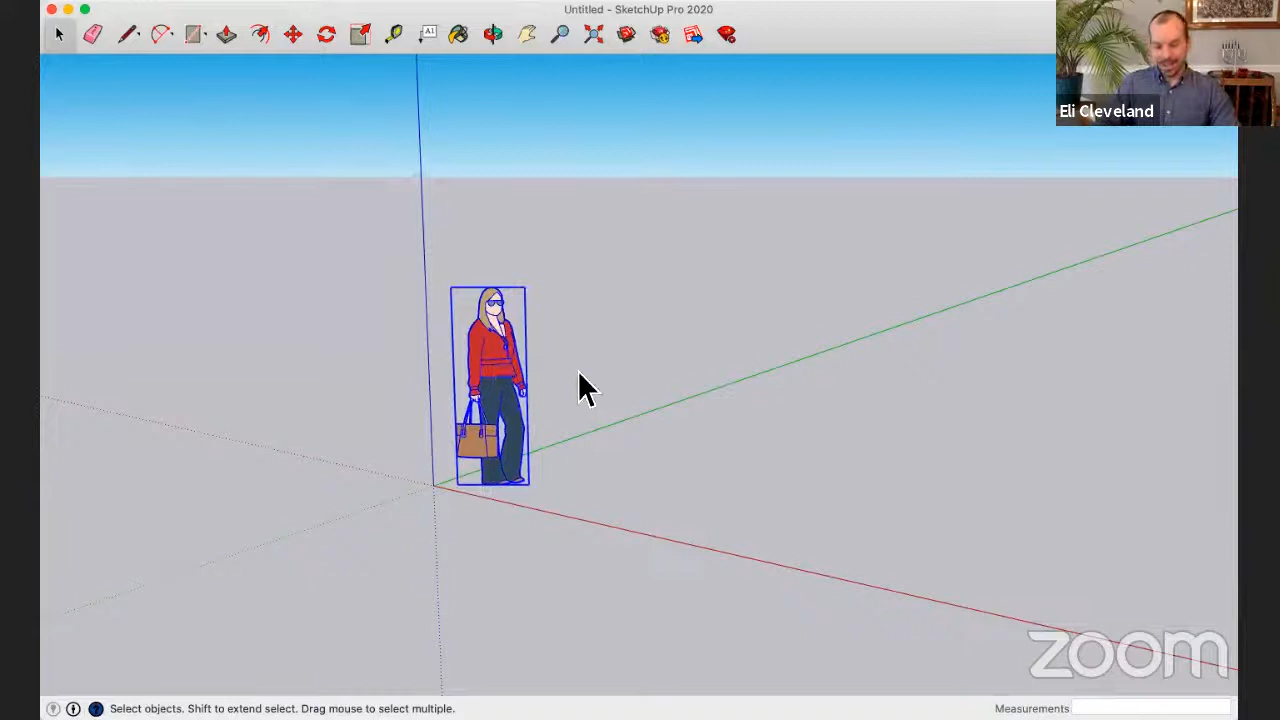 Untitled - SketchUp Pro 2020
A1
Eli Cleveland
zoom
Select objects. Shift to extend select. Drag mouse to select multiple.
Measurements